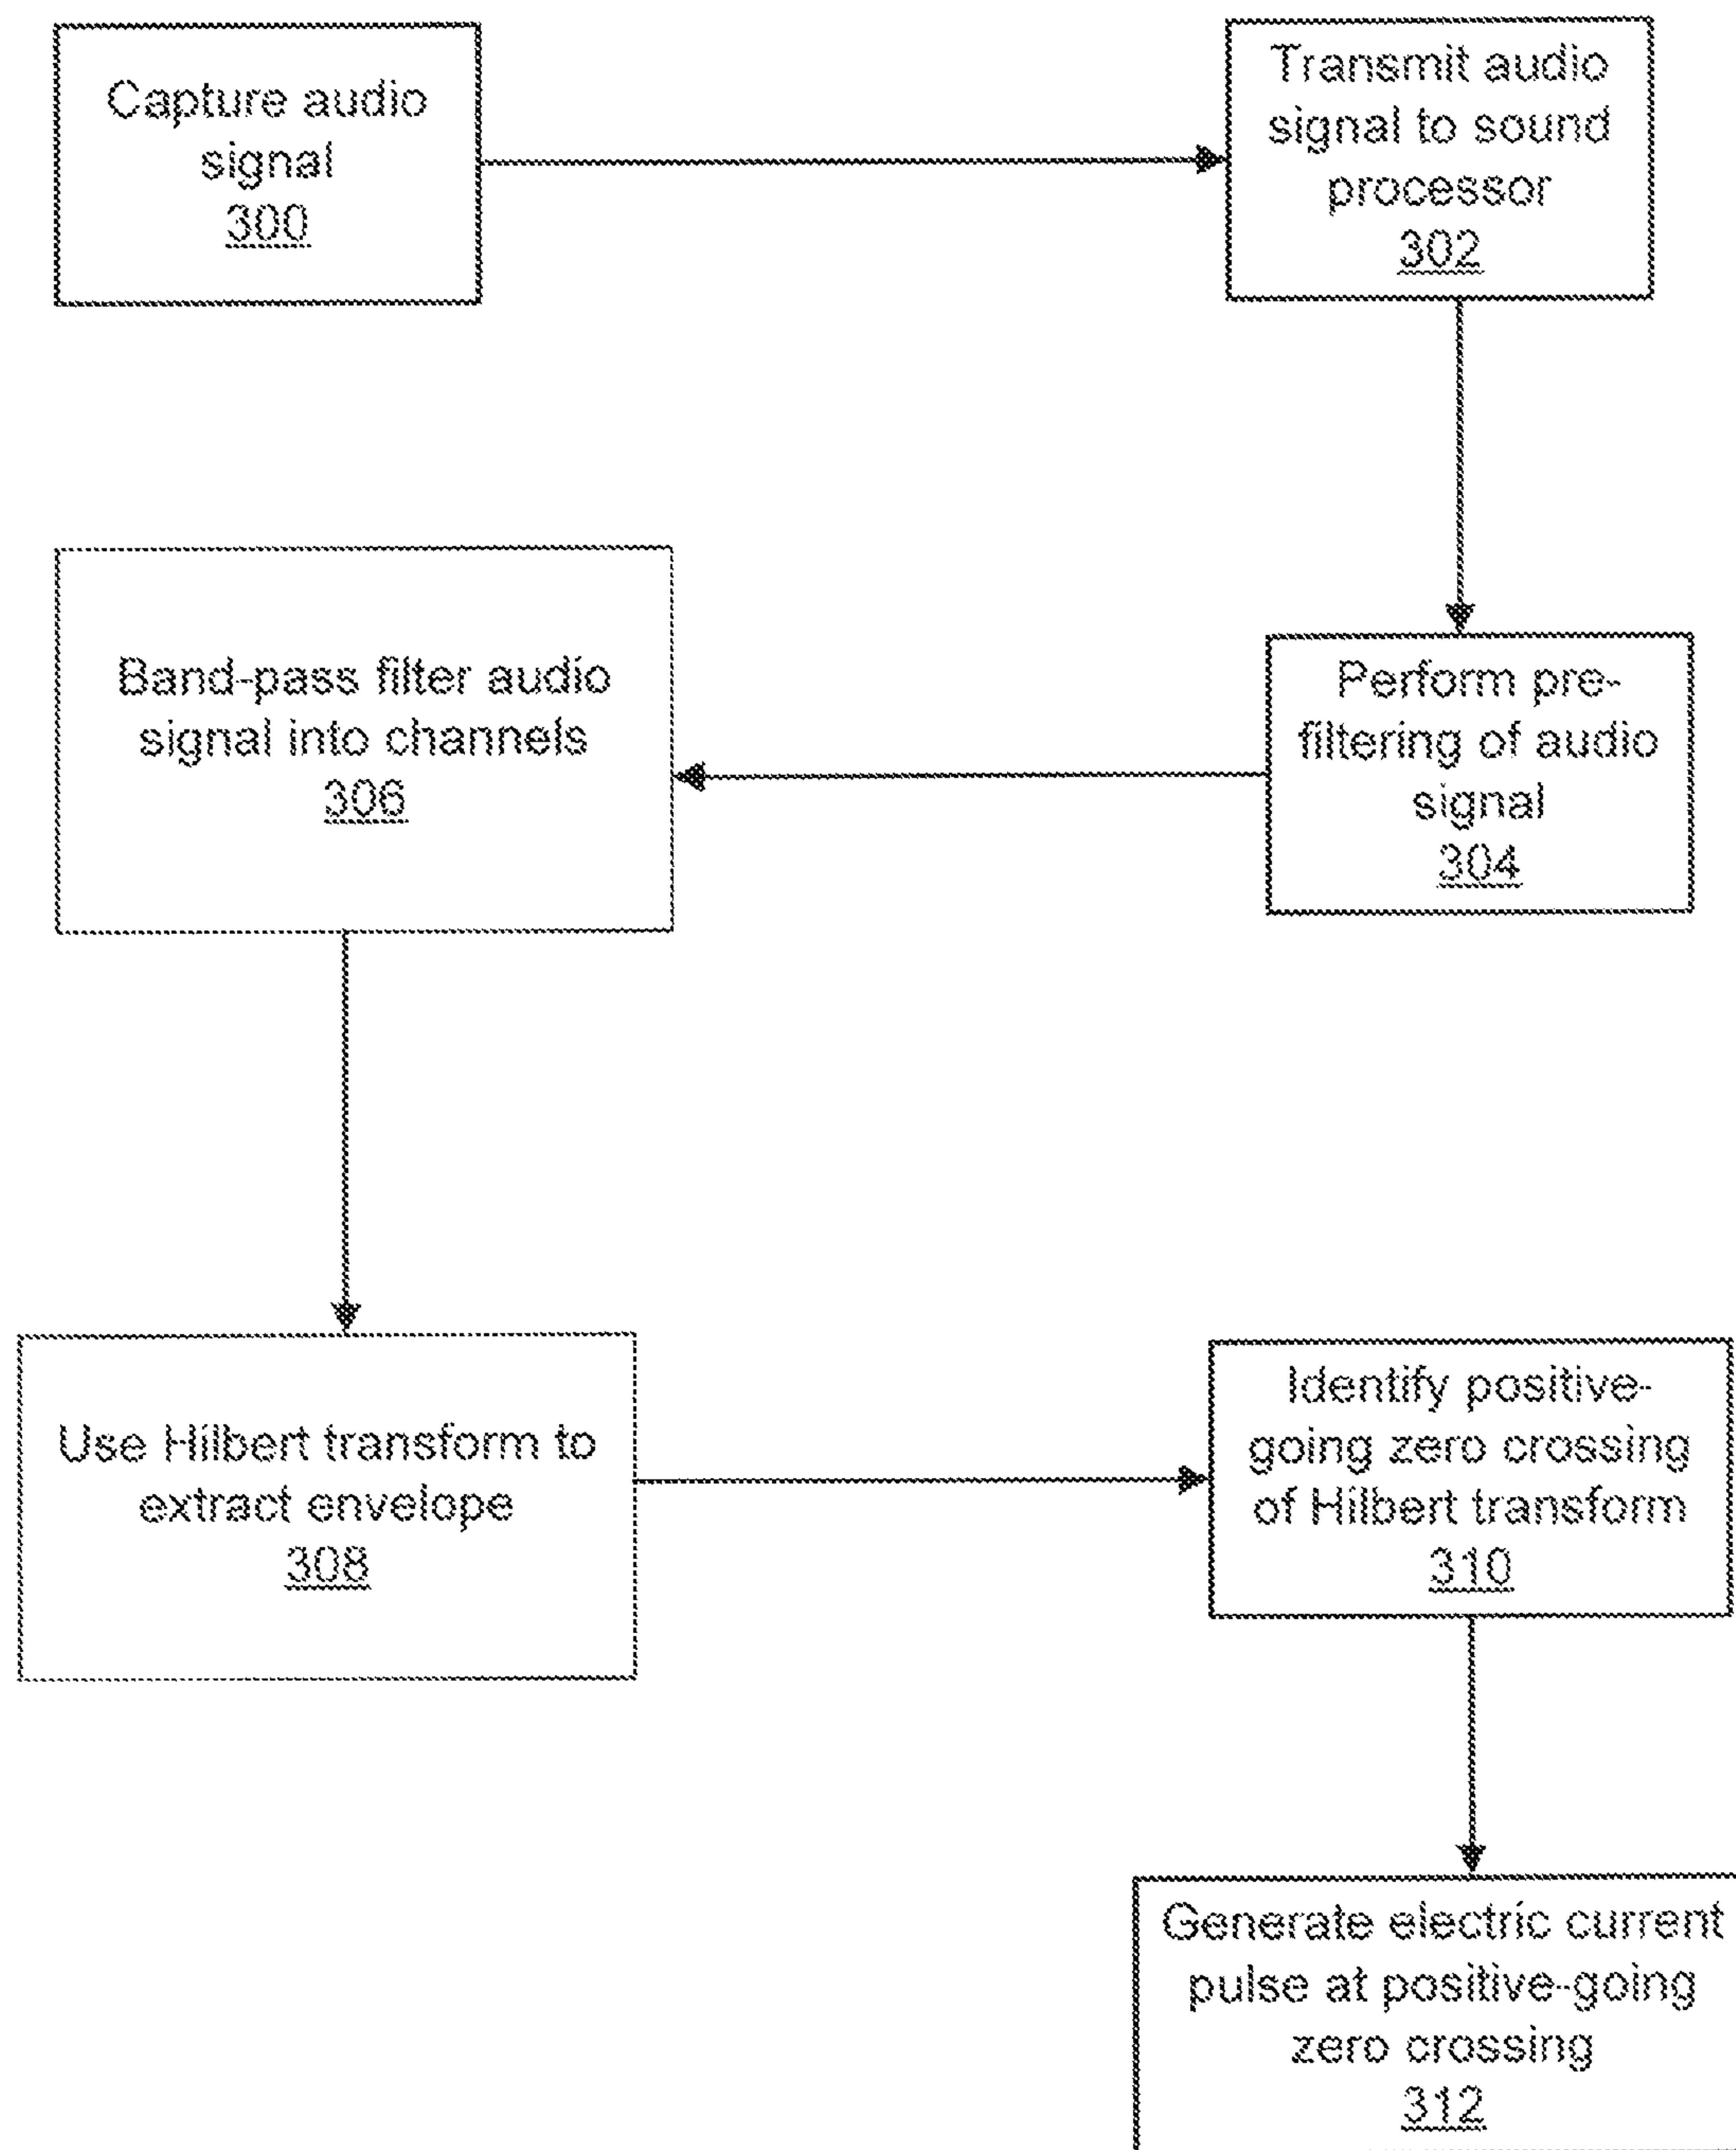 Capture audio
signal
300
Transmit audio
signal to sound
processor
302
Perform pre-
filtering of audio
signal
304
Band-pass filter audio
signal into channels
306
Use Hilbert transform to
extract envelope
308
Identify positive-
going zero crossing
of Hilbert transform
310
Generate electric current
pulse at positive-going
zero crossing
312